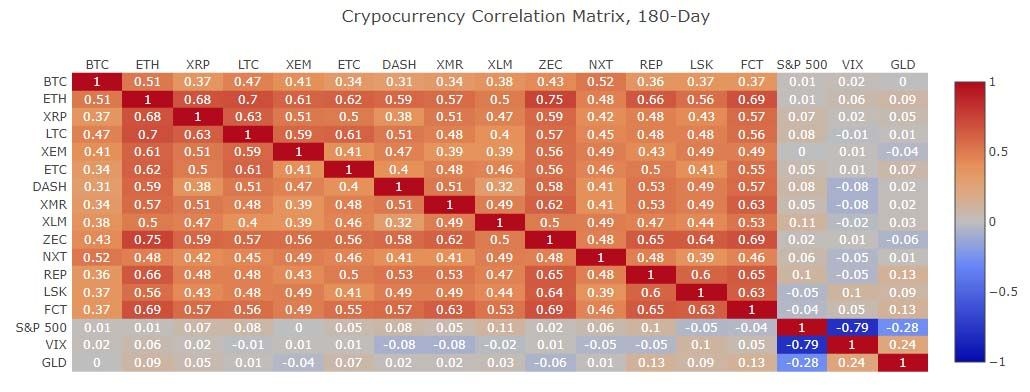 Crypocurrency Correlation Matrix, 180-Day
BTC ETH XRP LTC XEM ETC DASH XMR XLM ZEC NXT REP LSK FCT S&P 500 VIX GLD
BTC 1 0.51 0.37 0.47 0.41 0.34 0.31 0.34 0.38 0.43 0.52 0.36 0.37 0.37 0.01 0.02 0
ETH 0.51 1 0.68 0.7 0.61 0.62 0.59 0.57 0.5 0.75 0.48 0.66 0.56 0.69 0.01 0.06 0.09
XRP 0.37 0.68 1 0.63 0.51 0.5 0.38 0.51 0.47 0.59 0.42 0.48 0.43 0.57 0.07 0.02 0.05
LTC 0.47 0.7 0.63 1 0.59 0.61 0.51 0.48 0.4 0.57 0.45 0.48 0.48 0.56 0.08 -0.01 0.01
XEM 0.41 0.61 0.51 0.59 1 0.41 0.47 0.39 0.39 0.56 0.49 0.43 0.49 0.49 0 0.01 -0.04
ETC 0.34 0.62 0.5 0.61 0.41 1 0.4 0.48 0.46 0.56 0.46 0.5 0.41 0.55 0.05 0.01 0.07
DASH 0.31 0.59 0.38 0.51 0.47 0.4 1 0.51 0.32 0.58 0.41 0.53 0.49 0.57 0.08 -0.08 0.02
XMR 0.34 0.57 0.51 0.48 0.39 0.48 0.51 1 0.49 0.62 0.41 0.53 0.49 0.63 0.05 -0.08 0.02
XLM 0.38 0.5 0.47 0.4 0.39 0.46 0.32 0.49 1 0.5 0.49 0.47 0.44 0.53 0.11 -0.02 0.03
ZEC 0.43 0.75 0.59 0.57 0.56 0.56 0.58 0.62 0.5 1 0.48 0.65 0.64 0.69 0.02 0.01 -0.06
NXT 0.52 0.48 0.42 0.45 0.49 0.46 0.41 0.41 0.49 0.48 1 0.48 0.39 0.46 0.06 -0.05 0.01
REP 0.36 0.66 0.48 0.48 0.43 0.5 0.53 0.53 0.47 0.65 0.48 1 0.6 0.65 0.1 -0.05 0.13
LSK 0.37 0.56 0.43 0.48 0.49 0.41 0.49 0.49 0.44 0.64 0.39 0.6 1 0.63 -0.05 0.1 0.09
FCT 0.37 0.69 0.57 0.56 0.49 0.55 0.57 0.63 0.53 0.69 0.46 0.65 0.63 1 -0.04 0.05 0.13
S&P 500 0.01 0.01 0.07 0.08 0 0.05 0.08 0.05 0.11 0.02 0.06 0.1 -0.05 -0.04 1 -0.79 -0.28
VIX 0.02 0.06 0.02 -0.01 0.01 0.01 -0.08 -0.08 -0.02 0.01 -0.05 -0.05 0.1 0.05 -0.79 1 0.24
GLD 0 0.09 0.05 0.01 -0.04 0.07 0.02 0.02 0.03 -0.06 0.01 0.13 0.09 0.13 -0.28 0.24 1
1
0.5
0
−0.5
−1